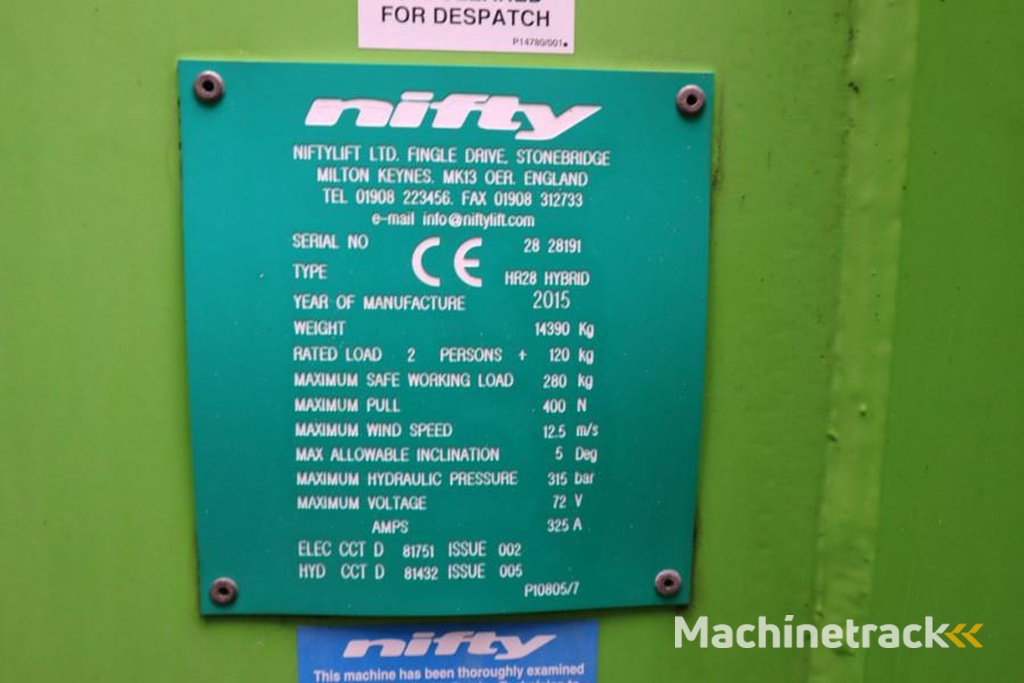 FOR DESPATCH
P14780/001
nifty
NIFTYLIFT LTD. FINGLE DRIVE, STONEBRIDGE
MILTON KEYNES. MK13 OER. ENGLAND
TEL 01908 223456. FAX 01908 312733
e-mail info@niftylift.com
SERIAL NO 28 28191
CE
TYPE HR28 HYBRID
YEAR OF MANUFACTURE 2015
WEIGHT 14390 Kg
RATED LOAD 2 PERSONS + 120 kg
MAXIMUM SAFE WORKING LOAD 280 kg
MAXIMUM PULL 400 N
MAXIMUM WIND SPEED 12.5 m/s
MAX ALLOWABLE INCLINATION 5 Deg
MAXIMUM HYDRAULIC PRESSURE 315 bar
MAXIMUM VOLTAGE 72 V
AMPS 325 A
ELEC CCT D 81751 ISSUE 002
HYD CCT D 81432 ISSUE 005
P10805/7
nifty
This machine has been thoroughly examined
Machinetrack